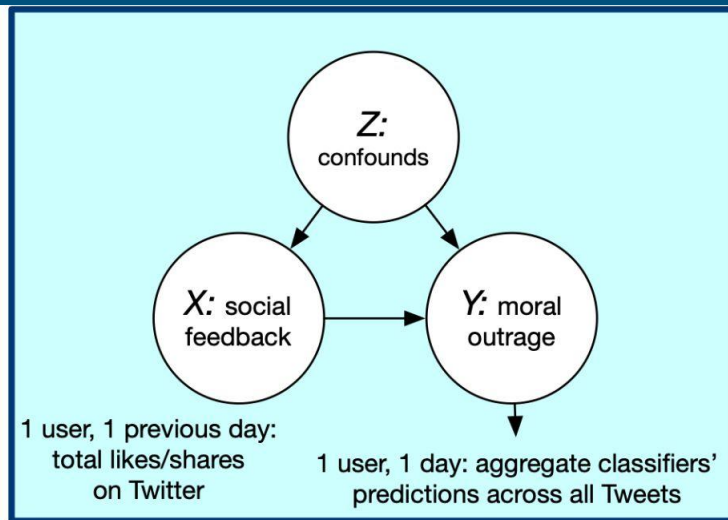 Z:
confounds
X: social
feedback
Y: moral
outrage
1 user, 1 previous day:
total likes/shares
on Twitter
1 user, 1 day: aggregate classifiers’
predictions across all Tweets